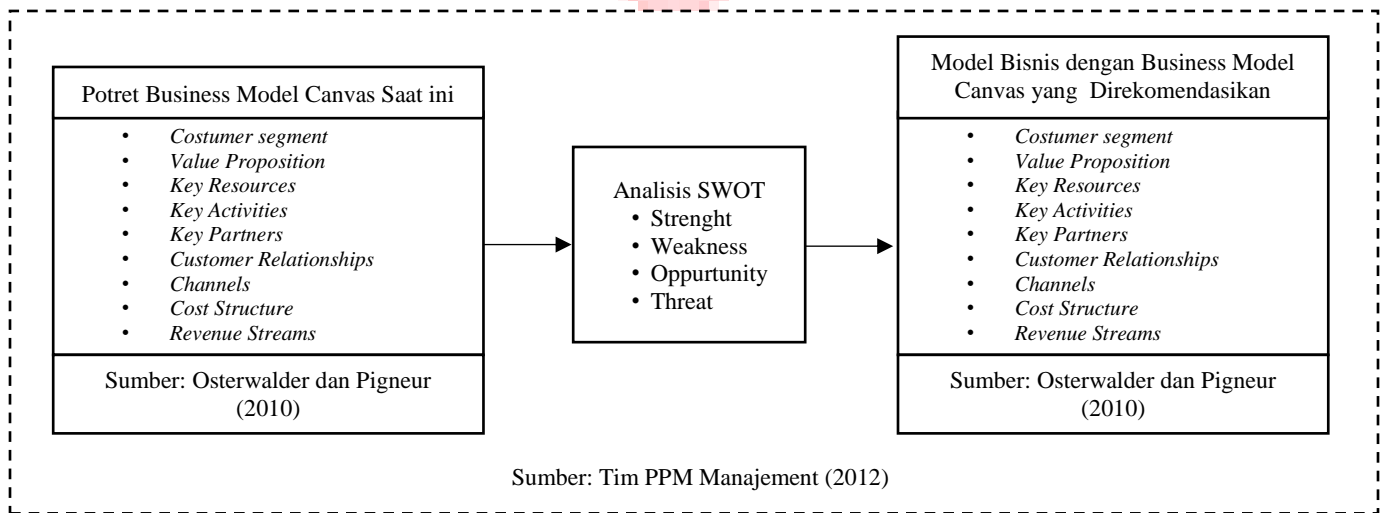 Potret Business Model Canvas Saat ini
• Costumer segment
• Value Proposition
• Key Resources
• Key Activities
• Key Partners
• Customer Relationships
• Channels
• Cost Structure
• Revenue Streams
Sumber: Osterwalder dan Pigneur
(2010)
Analisis SWOT
• Strenght
• Weakness
• Oppurtunity
• Threat
Model Bisnis dengan Business Model
Canvas yang Direkomendasikan
• Costumer segment
• Value Proposition
• Key Resources
• Key Activities
• Key Partners
• Customer Relationships
• Channels
• Cost Structure
• Revenue Streams
Sumber: Osterwalder dan Pigneur
(2010)
Sumber: Tim PPM Manajement (2012)